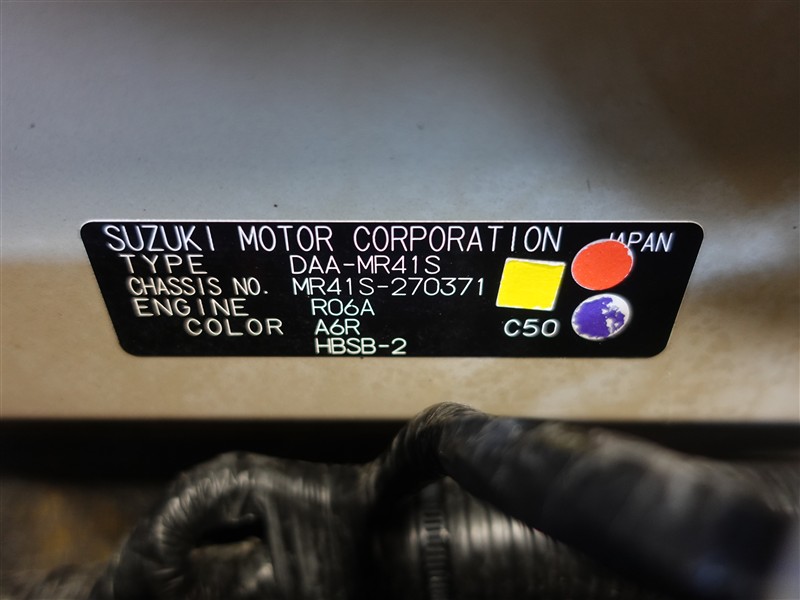 SUZUKI MOTOR CORPORATION JAPAN
TYPE DAA-MR41S
CHASSIS NO. MR41S-270371
ENGINE R06A
COLOR A6R C50
HBSB-2